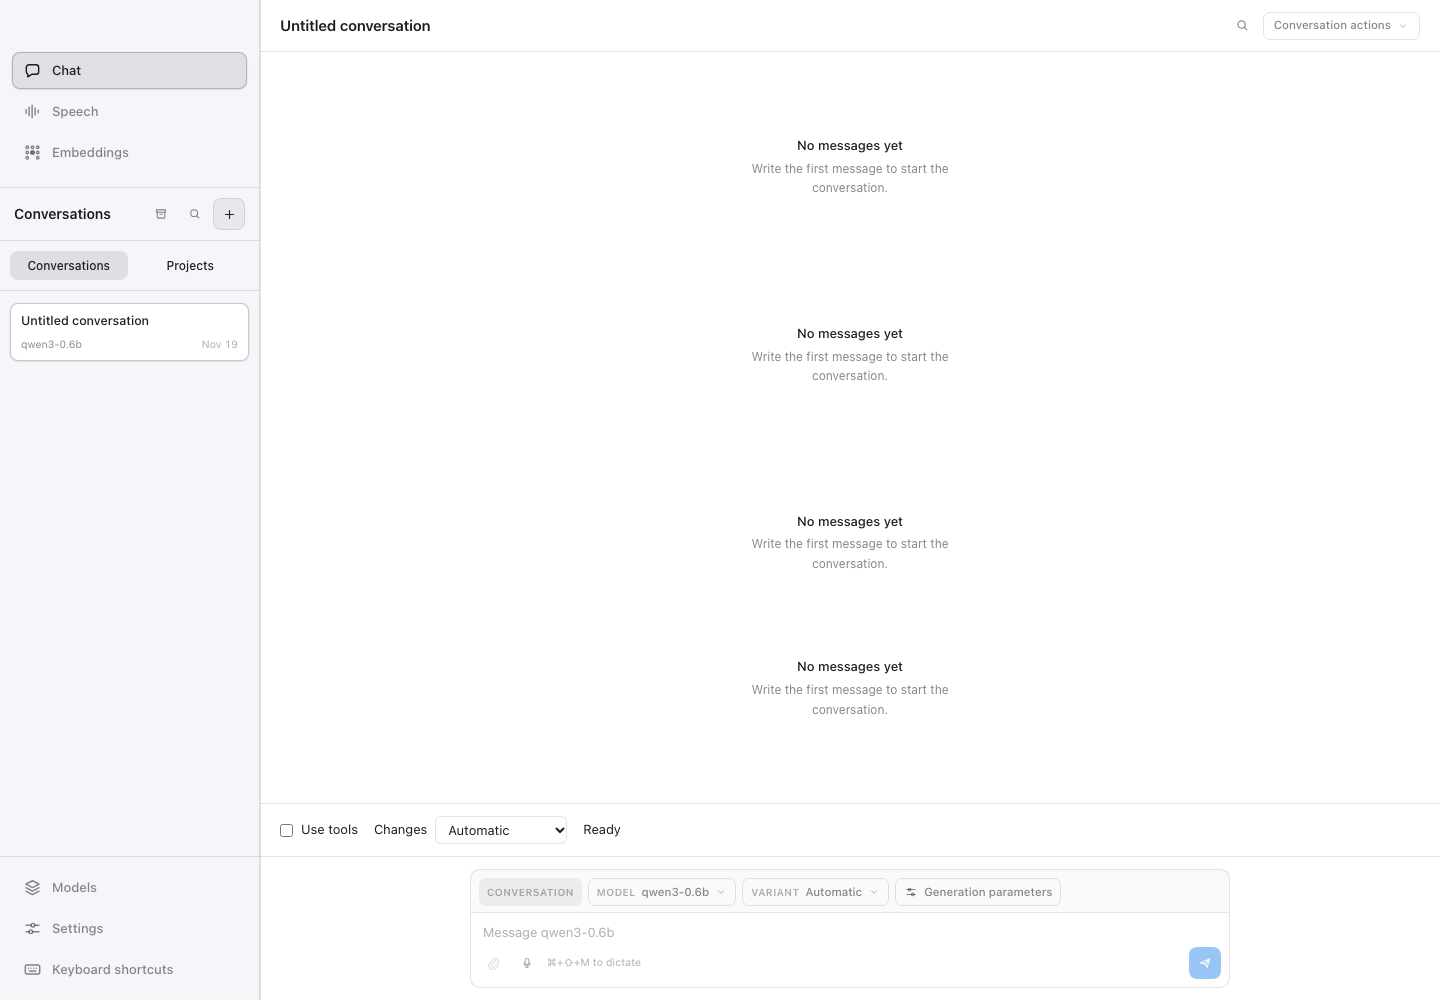 Chat
Speech
Embeddings
Conversations
Conversations
Projects
Untitled conversation
qwen3-0.6b
Nov 19
Models
Settings
Keyboard shortcuts
Untitled conversation
Conversation actions
No messages yet
Write the first message to start the
conversation.
No messages yet
Write the first message to start the
conversation.
No messages yet
Write the first message to start the
conversation.
No messages yet
Write the first message to start the
conversation.
Use tools
Changes
Automatic
Ready
CONVERSATION
MODEL qwen3-0.6b
VARIANT Automatic
Generation parameters
Message qwen3-0.6b
⌘+⇧+M to dictate